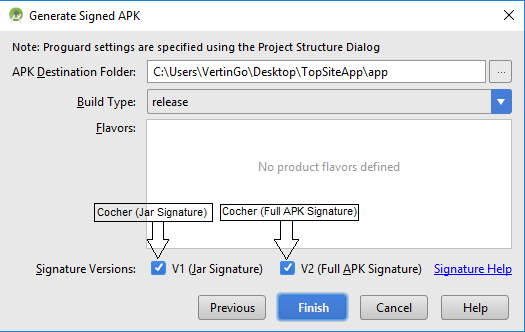 Generate Signed APK
Note: Proguard settings are specified using the Project Structure Dialog
APK Destination Folder: C:\Users\VertinGo\Desktop\TopSiteApp\app ...
Build Type: release
Flavors:
No product flavors defined
Cocher (Jar Signature) Cocher (Full APK Signature)
Signature Versions: V1 (Jar Signature) V2 (Full APK Signature) Signature Help
Previous Finish Cancel Help